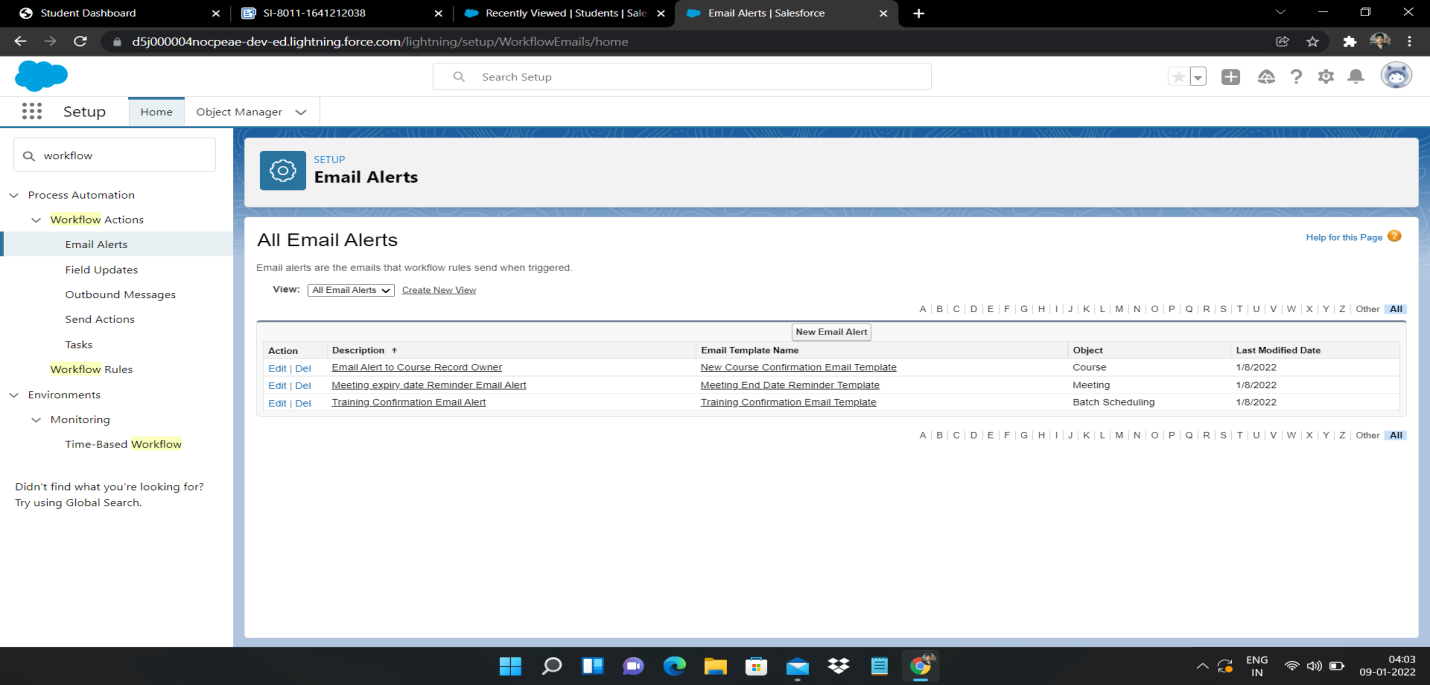 Student Dashboard
SI-8011-1641212038
Recently Viewed | Students | Sale
Email Alerts | Salesforce
d5j000004nocpeae-dev-ed.lightning.force.com/lightning/setup/WorkflowEmails/home
Search Setup
Setup
Home
Object Manager
workflow
Process Automation
Workflow Actions
Email Alerts
Field Updates
Outbound Messages
Send Actions
Tasks
Workflow Rules
Environments
Monitoring
Time-Based Workflow
Didn't find what you're looking for?
Try using Global Search.
SETUP
Email Alerts
All Email Alerts
Help for this Page ?
Email alerts are the emails that workflow rules send when triggered.
View: All Email Alerts Create New View
A | B | C | D | E | F | G | H | I | J | K | L | M | N | O | P | Q | R | S | T | U | V | W | X | Y | Z | Other All
New Email Alert
Action Description ↑ Email Template Name Object Last Modified Date
Edit | Del Email Alert to Course Record Owner New Course Confirmation Email Template Course 1/8/2022
Edit | Del Meeting expiry date Reminder Email Alert Meeting End Date Reminder Template Meeting 1/8/2022
Edit | Del Training Confirmation Email Alert Training Confirmation Email Template Batch Scheduling 1/8/2022
A | B | C | D | E | F | G | H | I | J | K | L | M | N | O | P | Q | R | S | T | U | V | W | X | Y | Z | Other All
ENG
IN
04:03
09-01-2022